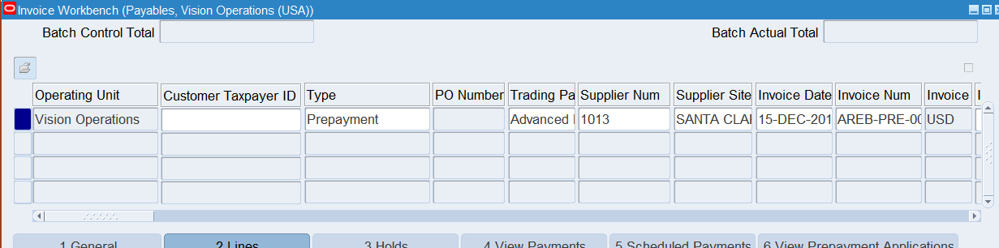 Invoice Workbench (Payables, Vision Operations (USA))
Batch Control Total
Batch Actual Total
Operating Unit Customer Taxpayer ID Type PO Number Trading Pa Supplier Num Supplier Site Invoice Date Invoice Num Invoice
Vision Operations Prepayment Advanced 1013 SANTA CLA 15-DEC-201 AREB-PRE-00 USD
1 General 2 Lines 3 Holds 4 View Payments 5 Scheduled Payments 6 View Prepayment Applications